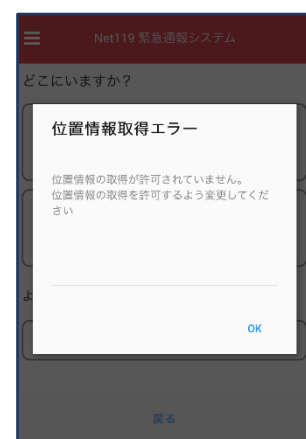 Net119 緊急通報システム
どこにいますか？
位置情報取得エラー
位置情報の取得が許可されていません。
位置情報の取得を許可するよう変更してくだ
さい
よ
OK
戻る